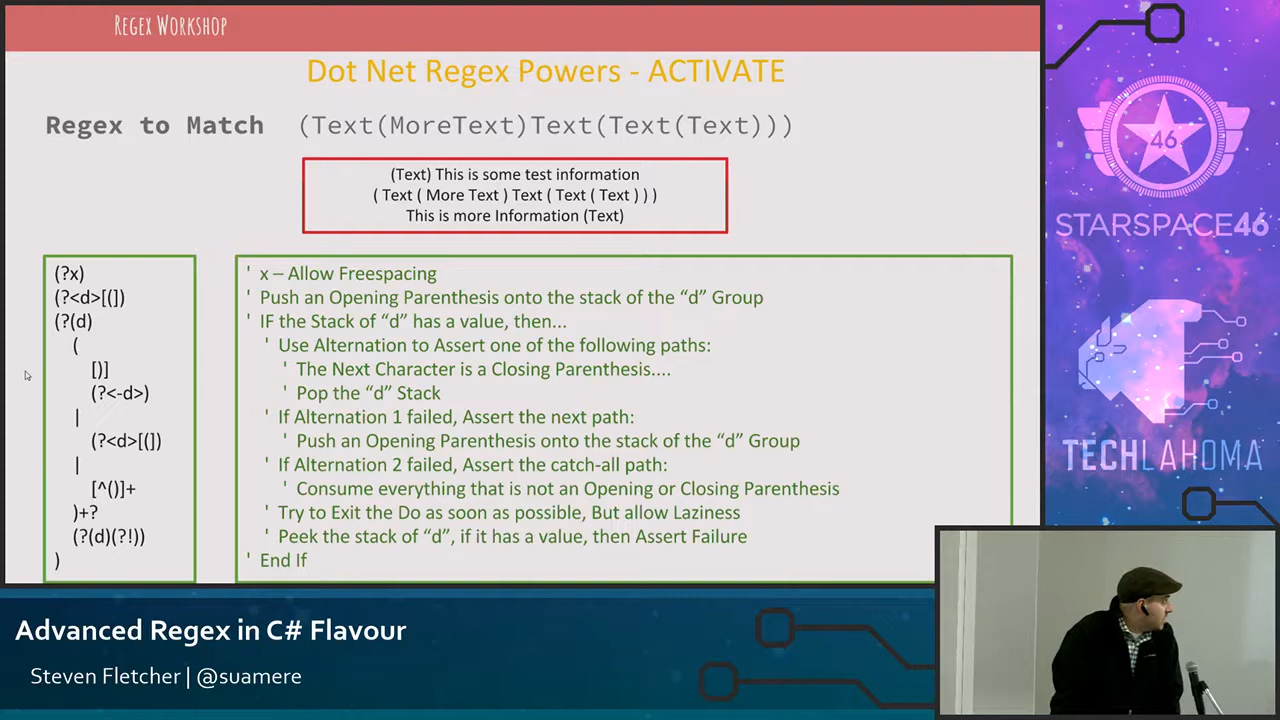 Regex Workshop
Dot Net Regex Powers - ACTIVATE
Regex to Match (Text(MoreText)Text(Text(Text)))
(Text) This is some test information
( Text ( More Text ) Text ( Text ( Text ) ) )
This is more Information (Text)
(?x)
(?<d>[(])
(?(d)
(
[)]
(?<-d>)
|
(?<d>[(])
|
[^()]+
)+?
(?(d)(?!))
)
' x – Allow Freespacing
' Push an Opening Parenthesis onto the stack of the “d” Group
' IF the Stack of “d” has a value, then...
' Use Alternation to Assert one of the following paths:
' The Next Character is a Closing Parenthesis....
' Pop the “d” Stack
' If Alternation 1 failed, Assert the next path:
' Push an Opening Parenthesis onto the stack of the “d” Group
' If Alternation 2 failed, Assert the catch-all path:
' Consume everything that is not an Opening or Closing Parenthesis
' Try to Exit the Do as soon as possible, But allow Laziness
' Peek the stack of “d”, if it has a value, then Assert Failure
' End If
46
STARSPACE46
TECHLAHOMA
Advanced Regex in C# Flavour
Steven Fletcher | @suamere